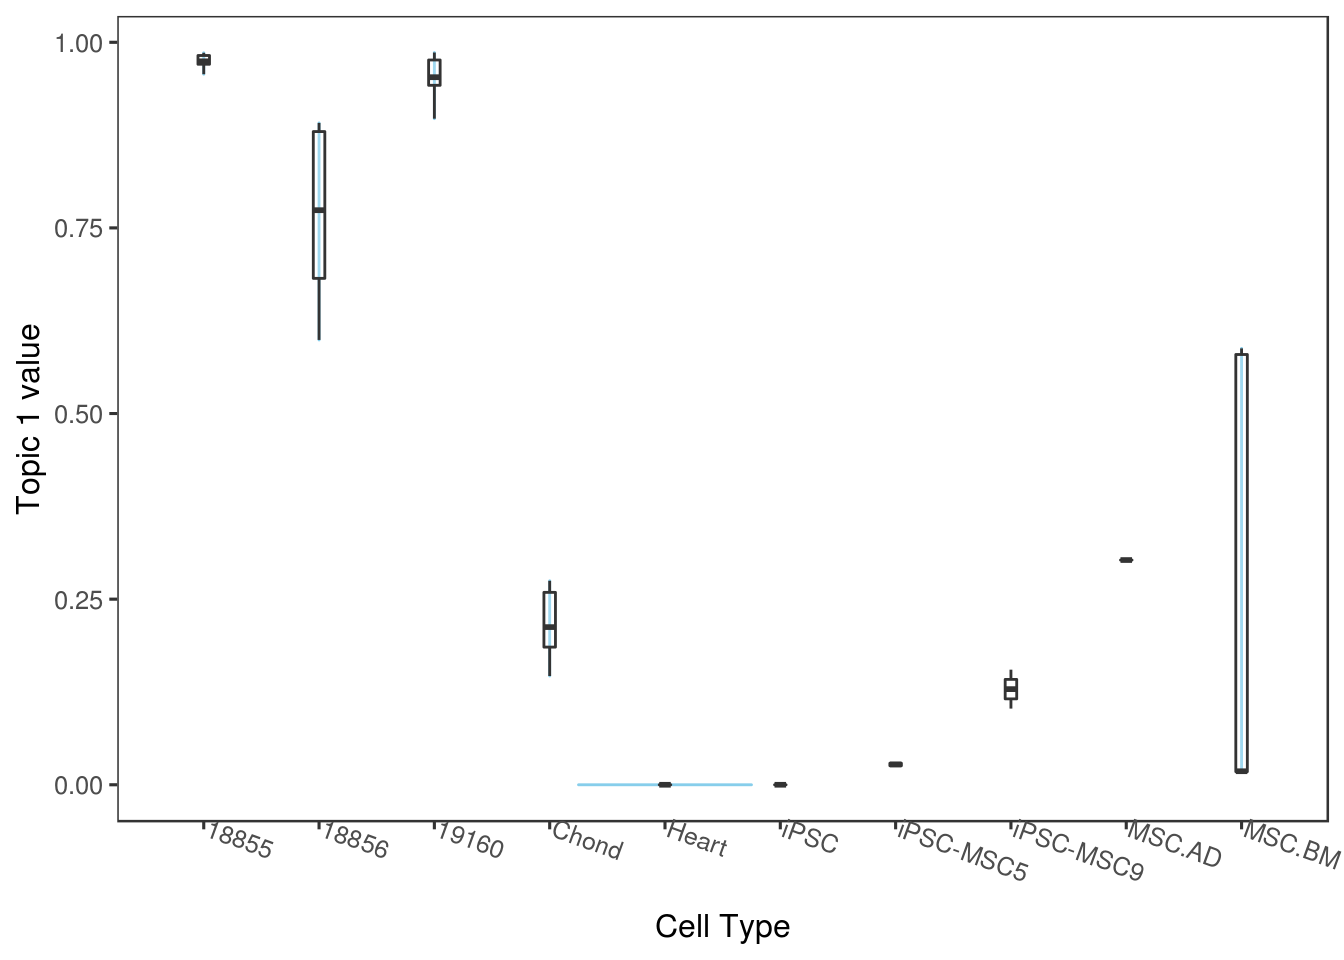 1.00
0.75
0.50
0.25
0.00
Topic 1 value
18855
18856
19160
Chond
Heart
iPSC
iPSC-MSC5
iPSC-MSC9
MSC.AD
MSC.BM
Cell Type